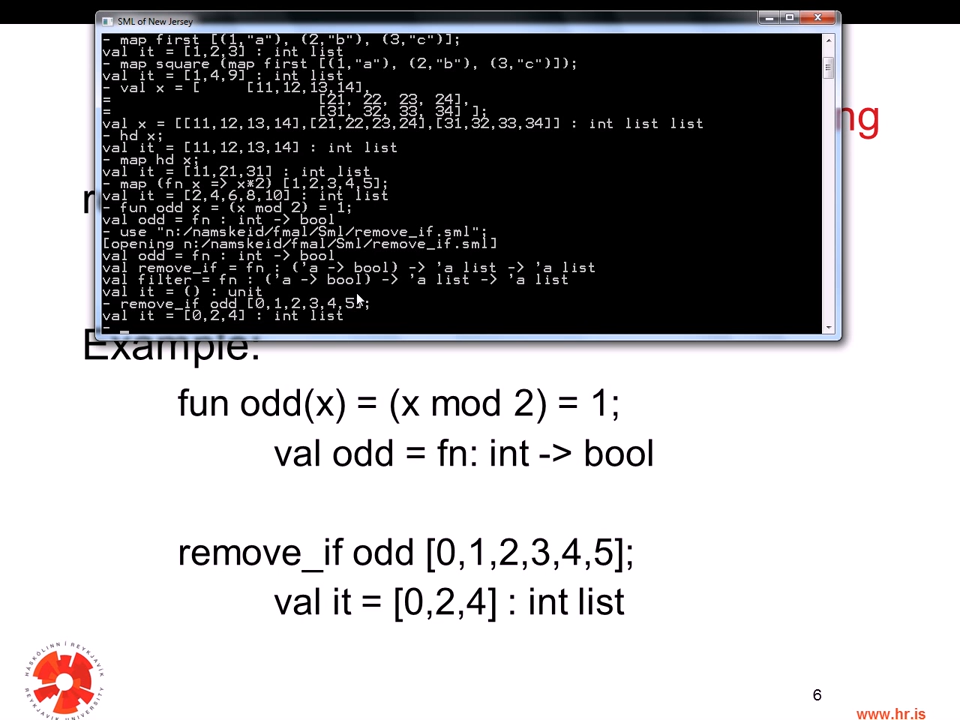 SML of New Jersey
- map first [(1,"a"), (2,"b"), (3,"c")];
val it = [1,2,3] : int list
- map square (map first [(1,"a"), (2,"b"), (3,"c")]);
val it = [1,4,9] : int list
- val x = [ [11,12,13,14],
= [21, 22, 23, 24],
= [31, 32, 33, 34] ];
val x = [[11,12,13,14],[21,22,23,24],[31,32,33,34]] : int list list
- hd x;
val it = [11,12,13,14] : int list
- map hd x;
val it = [11,21,31] : int list
- map (fn x => x*2) [1,2,3,4,5];
val it = [2,4,6,8,10] : int list
- fun odd x = (x mod 2) = 1;
val odd = fn : int -> bool
- use "n:/namskeid/fmal/Sml/remove_if.sml";
[opening n:/namskeid/fmal/Sml/remove_if.sml]
val odd = fn : int -> bool
val remove_if = fn : ('a -> bool) -> 'a list -> 'a list
val filter = fn : ('a -> bool) -> 'a list -> 'a list
val it = () : unit
- remove_if odd [0,1,2,3,4,5];
val it = [0,2,4] : int list
-
ng
Example:
fun odd(x) = (x mod 2) = 1;
val odd = fn: int -> bool
remove_if odd [0,1,2,3,4,5];
val it = [0,2,4] : int list
HÁSKÓLINN Í REYKJAVÍK
REYKJAVIK UNIVERSITY
6
www.hr.is